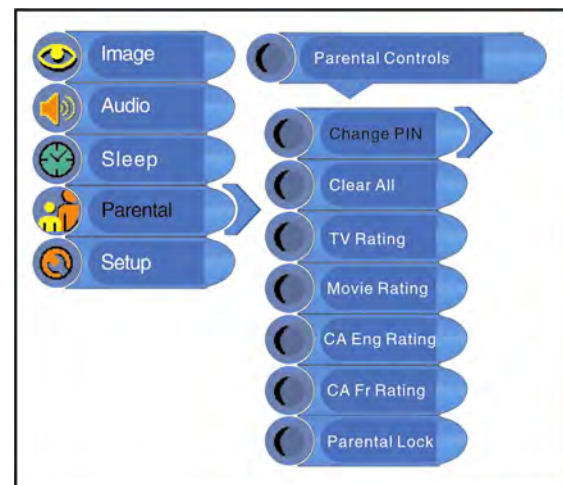 Image
Audio
Sleep
Parental
Setup
Parental Controls
Change PIN
Clear All
TV Rating
Movie Rating
CA Eng Rating
CA Fr Rating
Parental Lock